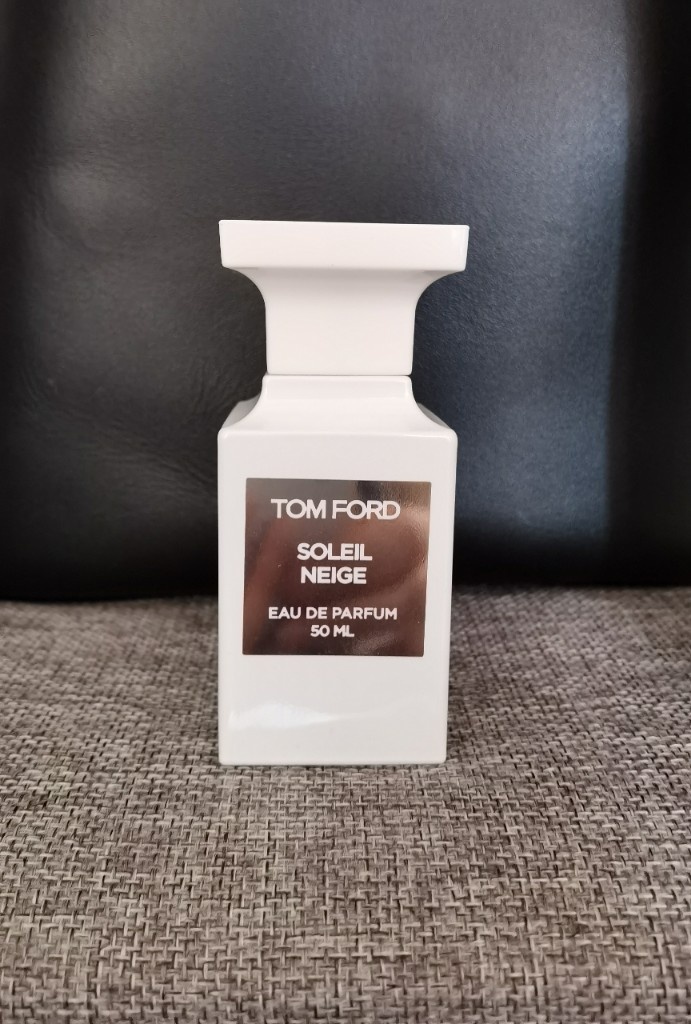 TOM FORD
SOLEIL
NEIGE
EAU DE PARFUM
50 ML